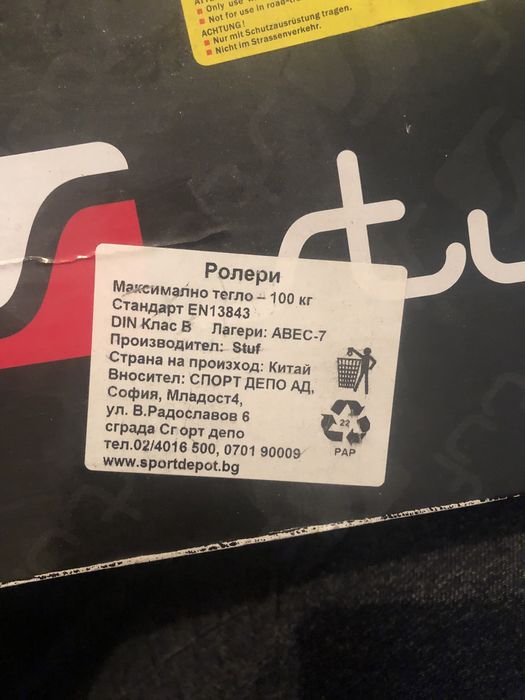 Only use w
Not for use in road-tr
ACHTUNG!
Nur mit Schutzausrüstung tragen.
Nicht im Strassenverkehr.
stu
Ролери
Максимално тегло – 100 кг
Стандарт EN13843
DIN Клас B Лагери: ABEC-7
Производител: Stuf
Страна на произход: Китай
Вносител: СПОРТ ДЕПО АД,
София, Младост4,
ул. В.Радославов 6
сграда Спорт депо
тел.02/4016 500, 0701 90009
www.sportdepot.bg
22
PAP